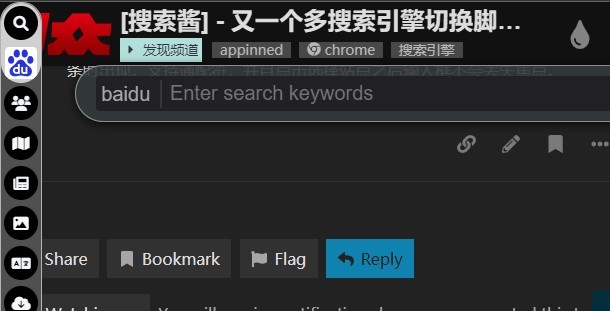 [搜索酱] - 又一个多搜索引擎切换脚…
发现频道 appinned chrome 搜索引擎
du
baidu Enter search keywords
Share Bookmark Flag Reply